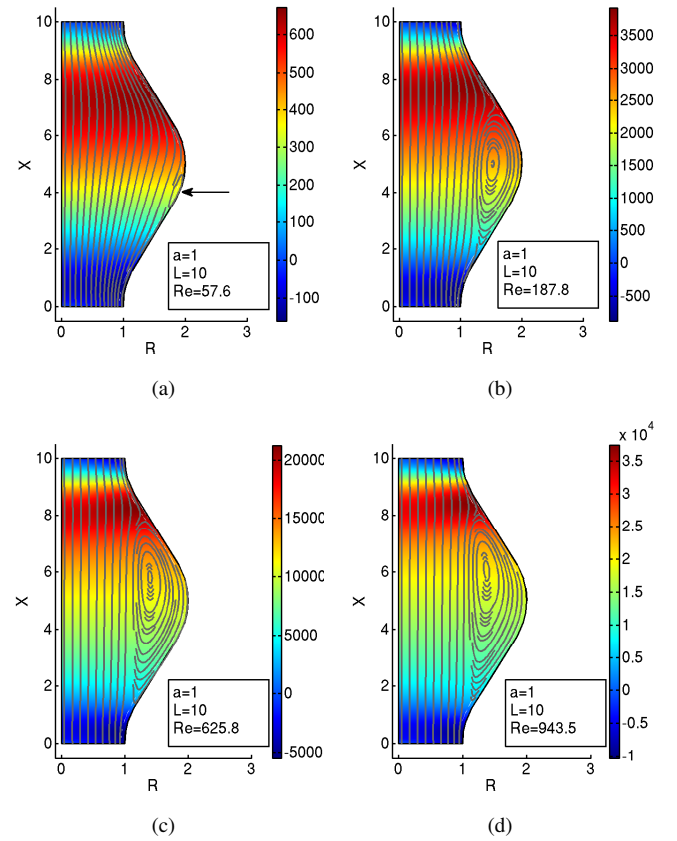 10
8
6
4
2
0
X
0
1
2
3
R
a=1
L=10
Re=57.6
600
500
400
300
200
100
0
-100
(a)
10
8
6
4
2
0
X
0
1
2
3
R
a=1
L=10
Re=187.8
3500
3000
2500
2000
1500
1000
500
0
-500
(b)
10
8
6
4
2
0
X
0
1
2
3
R
a=1
L=10
Re=625.8
20000
15000
10000
5000
0
-5000
(c)
10
8
6
4
2
0
X
0
1
2
3
R
a=1
L=10
Re=943.5
x 10^4
3.5
3
2.5
2
1.5
1
0.5
0
-0.5
-1
(d)